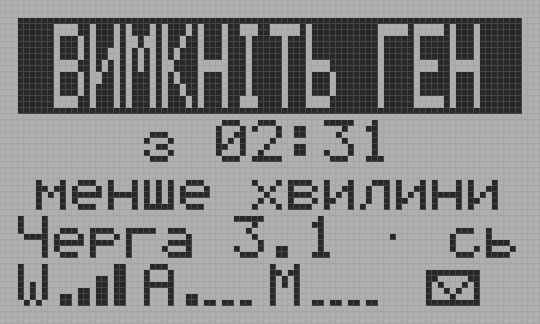 ВИМКНІТЬ ГЕН
з 02:31
менше хвилини
Черга 3.1 · сь
W A M